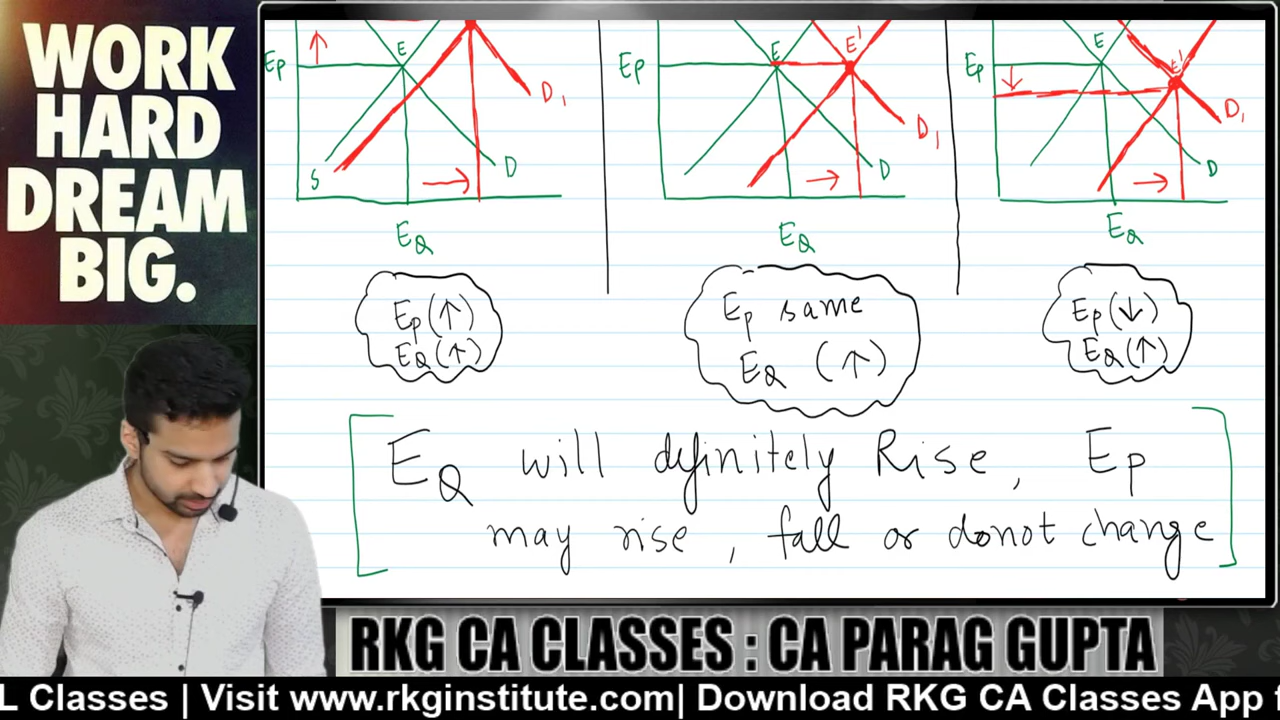 WORK
HARD
DREAM
BIG.
Ep ↑ E D1 S D
EQ
Ep E E' D1 D
EQ
Ep ↓ E E' D1 D
EQ
Ep (↑)
EQ (↑)
Ep same
EQ (↑)
Ep (↓)
EQ (↑)
EQ will definitely Rise, Ep
may rise, fall or donot change
RKG CA CLASSES : CA PARAG GUPTA
L Classes | Visit www.rkginstitute.com| Download RKG CA Classes App f